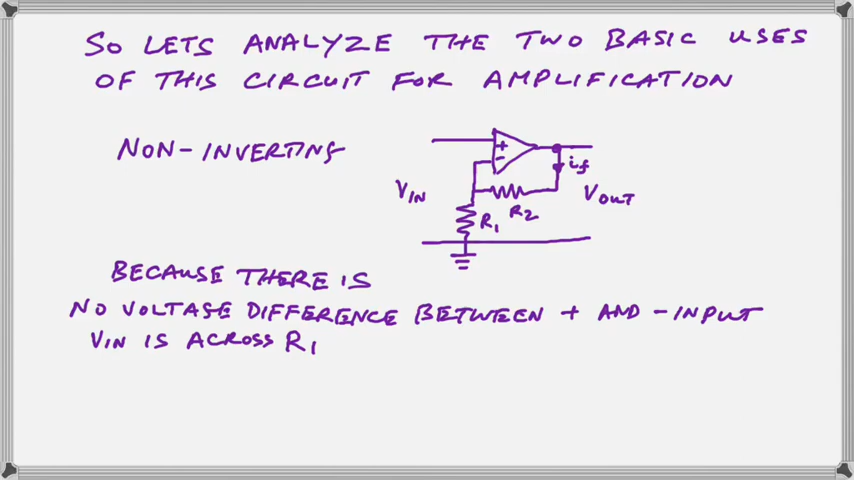 SO LETS ANALYZE THE TWO BASIC USES
OF THIS CIRCUIT FOR AMPLIFICATION
NON-INVERTING
+
-
if
VIN
R2
VOUT
R1
BECAUSE THERE IS
NO VOLTAGE DIFFERENCE BETWEEN + AND - INPUT
VIN IS ACROSS R1